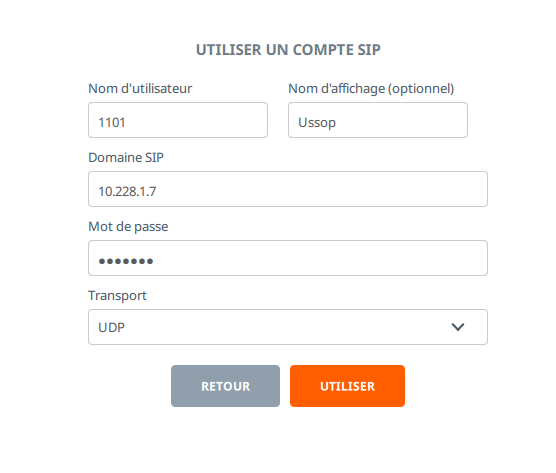 UTILISER UN COMPTE SIP
Nom d'utilisateur Nom d'affichage (optionnel)
1101 Ussop
Domaine SIP
10.228.1.7
Mot de passe
●●●●●●●
Transport
UDP
RETOUR UTILISER